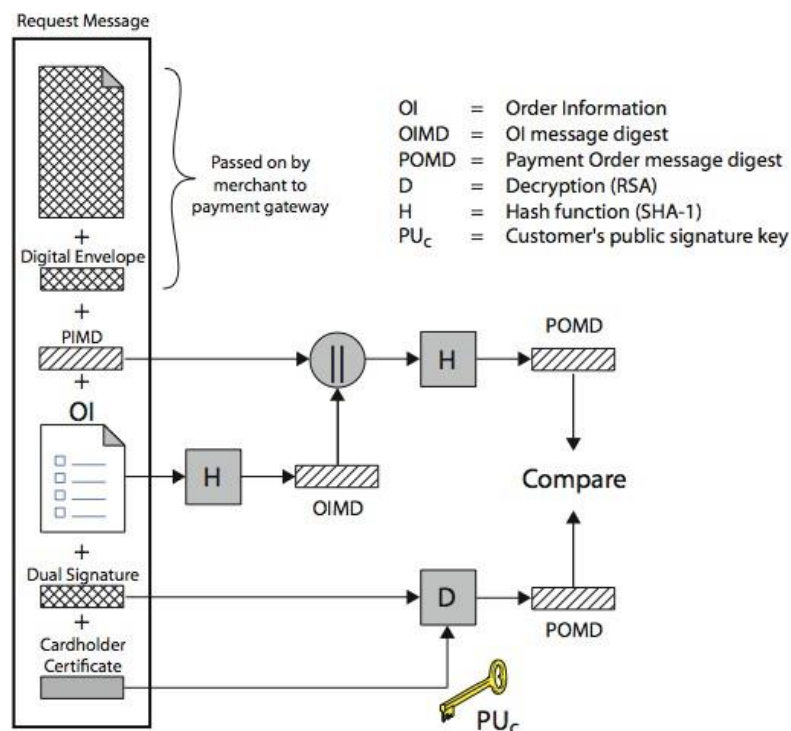 Request Message
Passed on by
merchant to
payment gateway
OI = Order Information
OIMD = OI message digest
POMD = Payment Order message digest
D = Decryption (RSA)
H = Hash function (SHA-1)
PUc = Customer's public signature key
+
Digital Envelope
+
PIMD
+
OI
||
H
POMD
H
OIMD
Compare
+
Dual Signature
+
D
POMD
Cardholder
Certificate
PUc